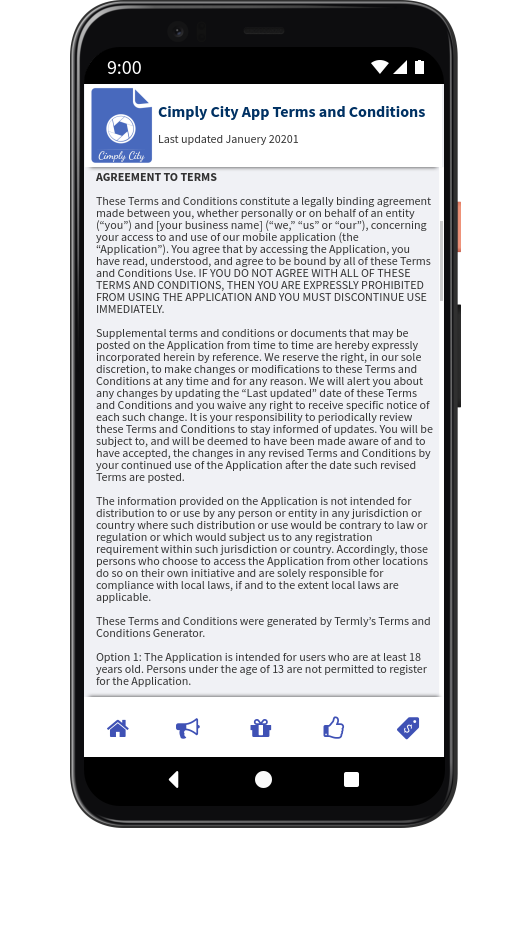 9:00
Cimply City App Terms and Conditions
Last updated Januery 20201
Cimply City
AGREEMENT TO TERMS
These Terms and Conditions constitute a legally binding agreement
made between you, whether personally or on behalf of an entity
(“you”) and [your business name] (“we,” “us” or “our”), concerning
your access to and use of our mobile application (the
“Application”). You agree that by accessing the Application, you
have read, understood, and agree to be bound by all of these Terms
and Conditions Use. IF YOU DO NOT AGREE WITH ALL OF THESE
TERMS AND CONDITIONS, THEN YOU ARE EXPRESSLY PROHIBITED
FROM USING THE APPLICATION AND YOU MUST DISCONTINUE USE
IMMEDIATELY.
Supplemental terms and conditions or documents that may be
posted on the Application from time to time are hereby expressly
incorporated herein by reference. We reserve the right, in our sole
discretion, to make changes or modifications to these Terms and
Conditions at any time and for any reason. We will alert you about
any changes by updating the “Last updated” date of these Terms
and Conditions and you waive any right to receive specific notice of
each such change. It is your responsibility to periodically review
these Terms and Conditions to stay informed of updates. You will be
subject to, and will be deemed to have been made aware of and to
have accepted, the changes in any revised Terms and Conditions by
your continued use of the Application after the date such revised
Terms are posted.
The information provided on the Application is not intended for
distribution to or use by any person or entity in any jurisdiction or
country where such distribution or use would be contrary to law or
regulation or which would subject us to any registration
requirement within such jurisdiction or country. Accordingly, those
persons who choose to access the Application from other locations
do so on their own initiative and are solely responsible for
compliance with local laws, if and to the extent local laws are
applicable.
These Terms and Conditions were generated by Termly’s Terms and
Conditions Generator.
Option 1: The Application is intended for users who are at least 18
years old. Persons under the age of 13 are not permitted to register
for the Application.